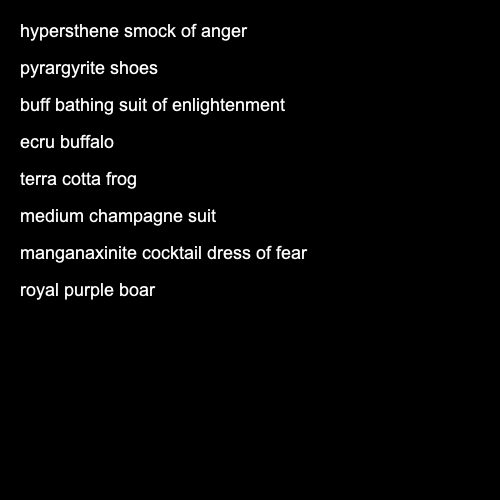 hypersthene smock of anger
pyrargyrite shoes
buff bathing suit of enlightenment
ecru buffalo
terra cotta frog
medium champagne suit
manganaxinite cocktail dress of fear
royal purple boar